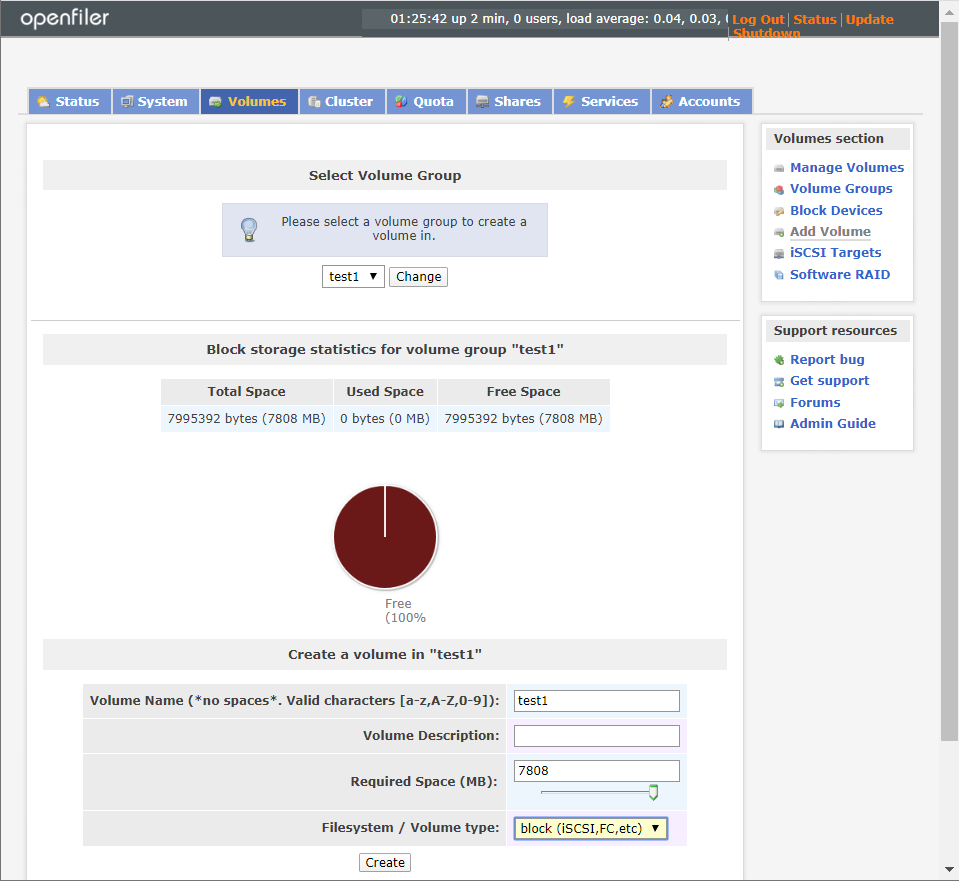 openfiler
01:25:42 up 2 min, 0 users, load average: 0.04, 0.03,
Log Out | Status | Update
Shutdown
Status
System
Volumes
Cluster
Quota
Shares
Services
Accounts
Select Volume Group
Please select a volume group to create a
volume in.
test1
Change
Block storage statistics for volume group "test1"
Total Space Used Space Free Space
7995392 bytes (7808 MB) 0 bytes (0 MB) 7995392 bytes (7808 MB)
Free
(100%
Create a volume in "test1"
Volume Name (*no spaces*. Valid characters [a-z,A-Z,0-9]): test1
Volume Description:
Required Space (MB): 7808
Filesystem / Volume type: block (iSCSI,FC,etc)
Create
Volumes section
Manage Volumes
Volume Groups
Block Devices
Add Volume
iSCSI Targets
Software RAID
Support resources
Report bug
Get support
Forums
Admin Guide